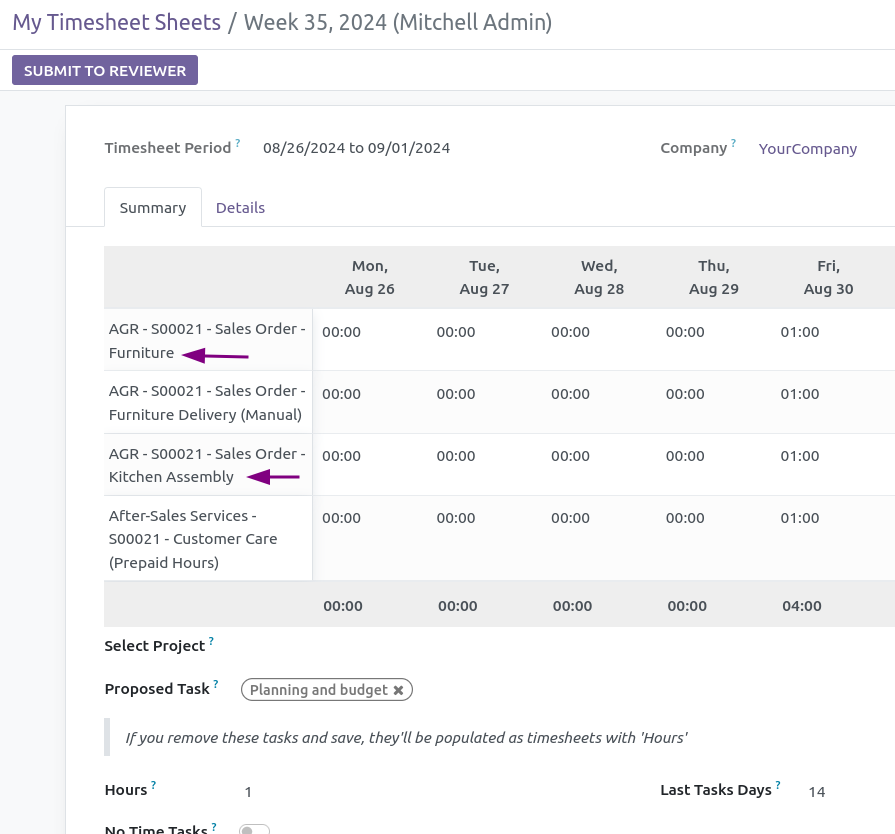 My Timesheet Sheets / Week 35, 2024 (Mitchell Admin)
SUBMIT TO REVIEWER
Timesheet Period ? 08/26/2024 to 09/01/2024 Company ? YourCompany
Summary Details
Mon, Tue, Wed, Thu, Fri,
Aug 26 Aug 27 Aug 28 Aug 29 Aug 30
AGR - S00021 - Sales Order -
Furniture 00:00 00:00 00:00 00:00 01:00
AGR - S00021 - Sales Order -
Furniture Delivery (Manual) 00:00 00:00 00:00 00:00 01:00
AGR - S00021 - Sales Order -
Kitchen Assembly 00:00 00:00 00:00 00:00 01:00
After-Sales Services -
S00021 - Customer Care
(Prepaid Hours) 00:00 00:00 00:00 00:00 01:00
00:00 00:00 00:00 00:00 04:00
Select Project ?
Proposed Task ? Planning and budget ✖
If you remove these tasks and save, they'll be populated as timesheets with 'Hours'
Hours ? 1 Last Tasks Days ? 14
No Time Tasks ?